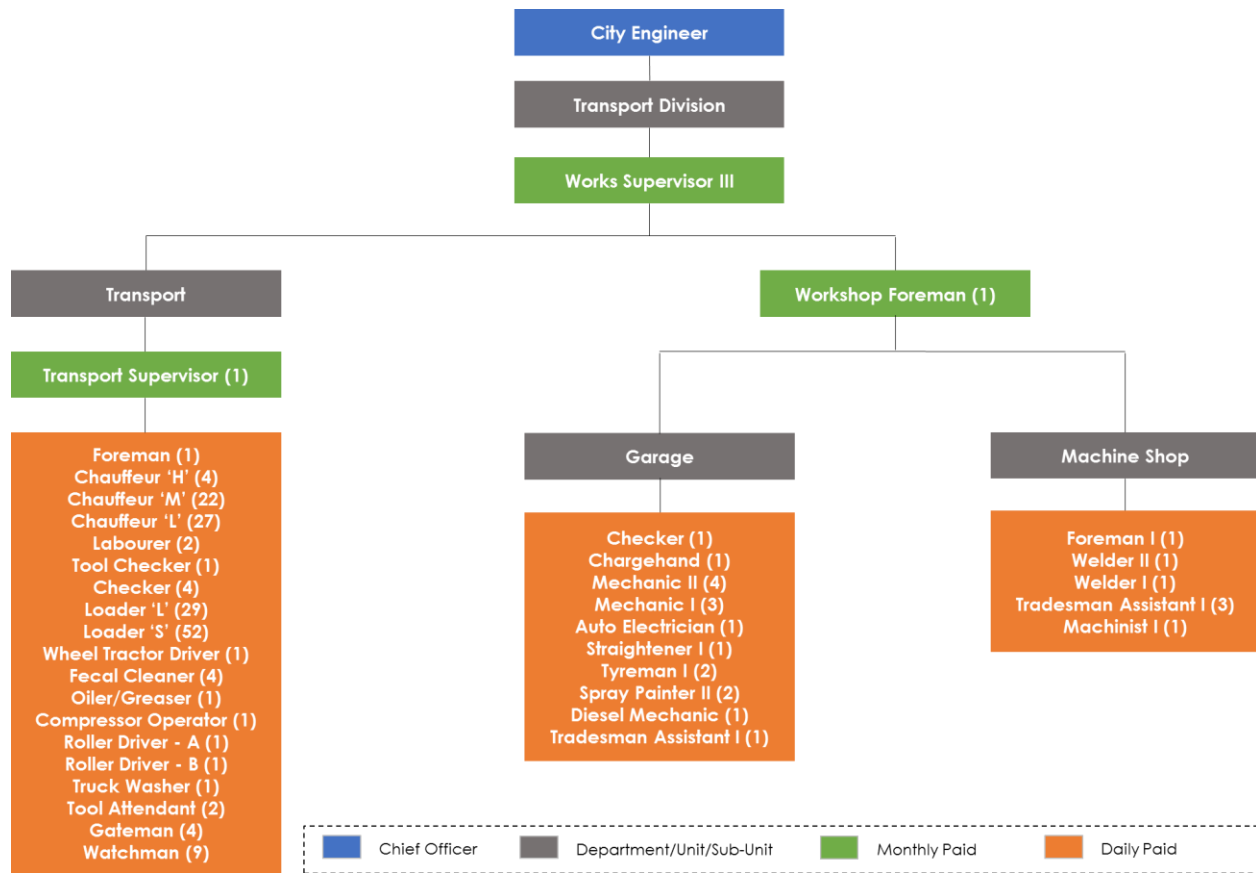 City Engineer
Transport Division
Works Supervisor III
Transport
Workshop Foreman (1)
Transport Supervisor (1)
Foreman (1)
Chauffeur ‘H’ (4)
Chauffeur ‘M’ (22)
Chauffeur ‘L’ (27)
Labourer (2)
Tool Checker (1)
Checker (4)
Loader ‘L’ (29)
Loader ‘S’ (52)
Wheel Tractor Driver (1)
Fecal Cleaner (4)
Oiler/Greaser (1)
Compressor Operator (1)
Roller Driver - A (1)
Roller Driver - B (1)
Truck Washer (1)
Tool Attendant (2)
Gateman (4)
Watchman (9)
Garage
Checker (1)
Chargehand (1)
Mechanic II (4)
Mechanic I (3)
Auto Electrician (1)
Straightener I (1)
Tyreman I (2)
Spray Painter II (2)
Diesel Mechanic (1)
Tradesman Assistant I (1)
Machine Shop
Foreman I (1)
Welder II (1)
Welder I (1)
Tradesman Assistant I (3)
Machinist I (1)
Chief Officer
Department/Unit/Sub-Unit
Monthly Paid
Daily Paid